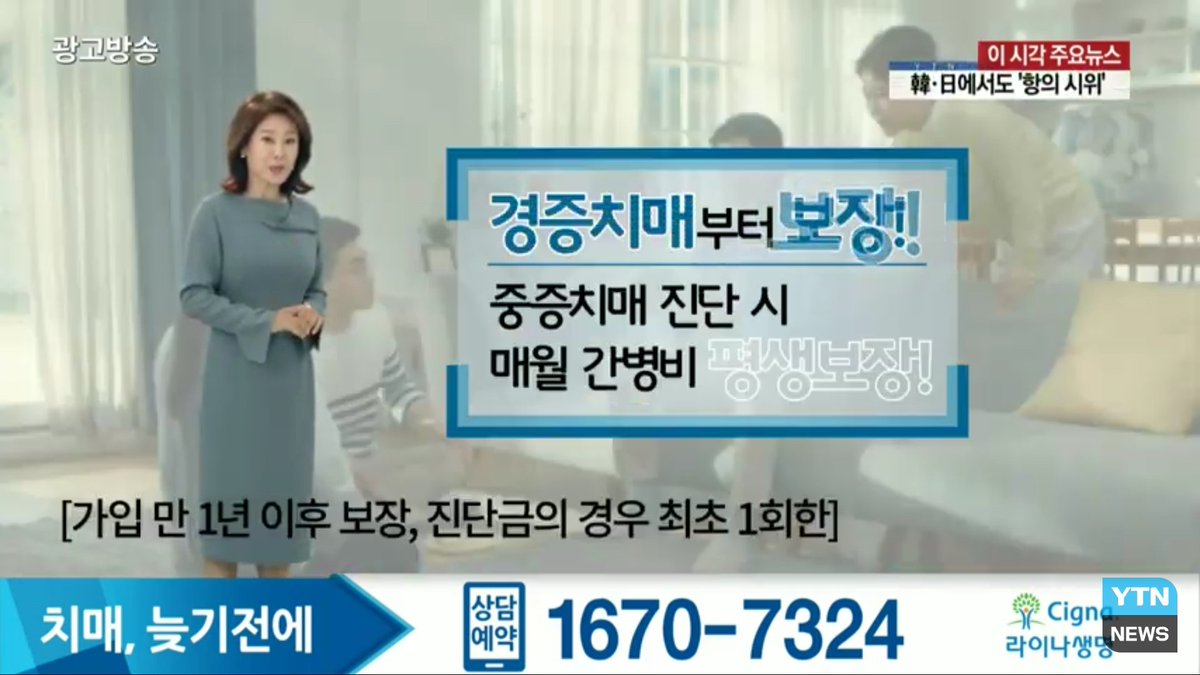 광고방송
이 시각 주요뉴스
YTN
韓·日에서도 '항의 시위'
경증치매부터 보장!!
중증치매 진단 시
매월 간병비 평생보장!
[가입 만 1년 이후 보장, 진단금의 경우 최초 1회한]
치매, 늦기전에
상담
예약
1670-7324
Cigna.
라이나생명
YTN
NEWS